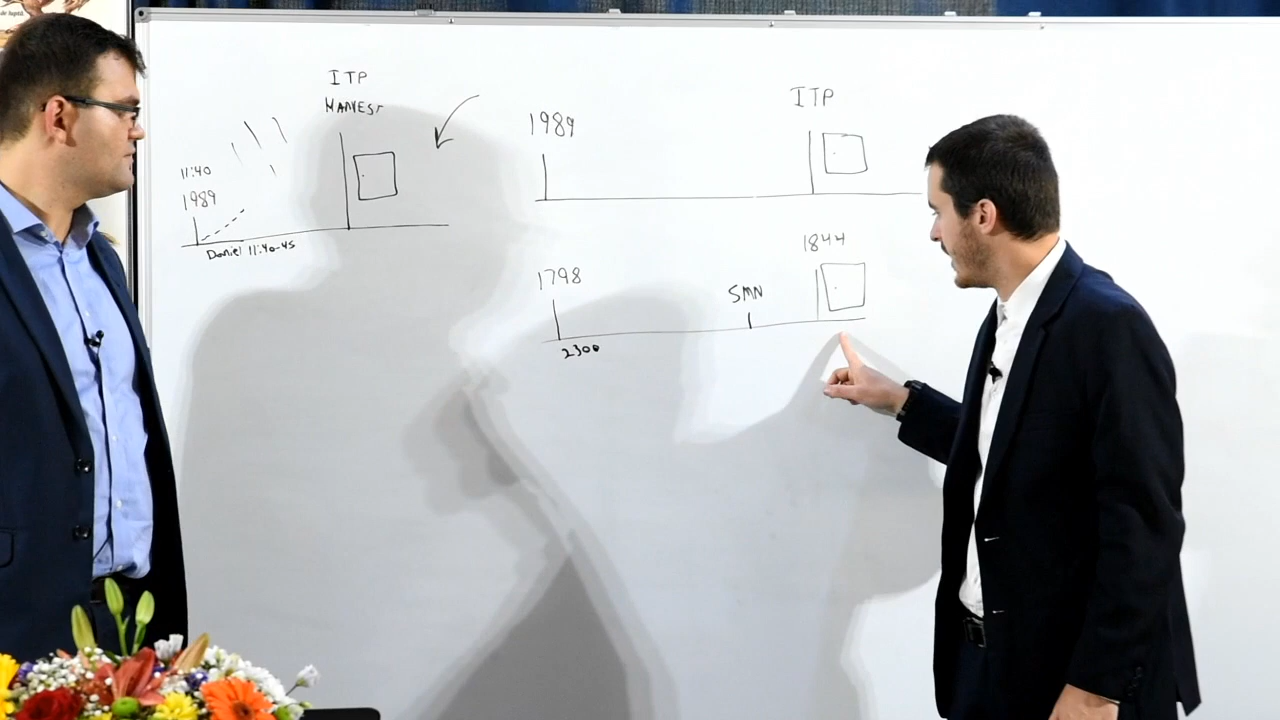 ITP
HARVEST
11:40
1989
Daniel 11:40-45
1989
ITP
1798
2300
SMN
1844